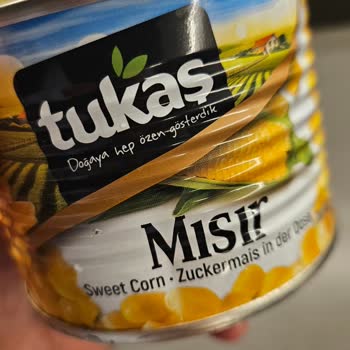 tukaş
Doğaya hep özen gösterdik
Mısır
Sweet Corn · Zuckermais in der Dose